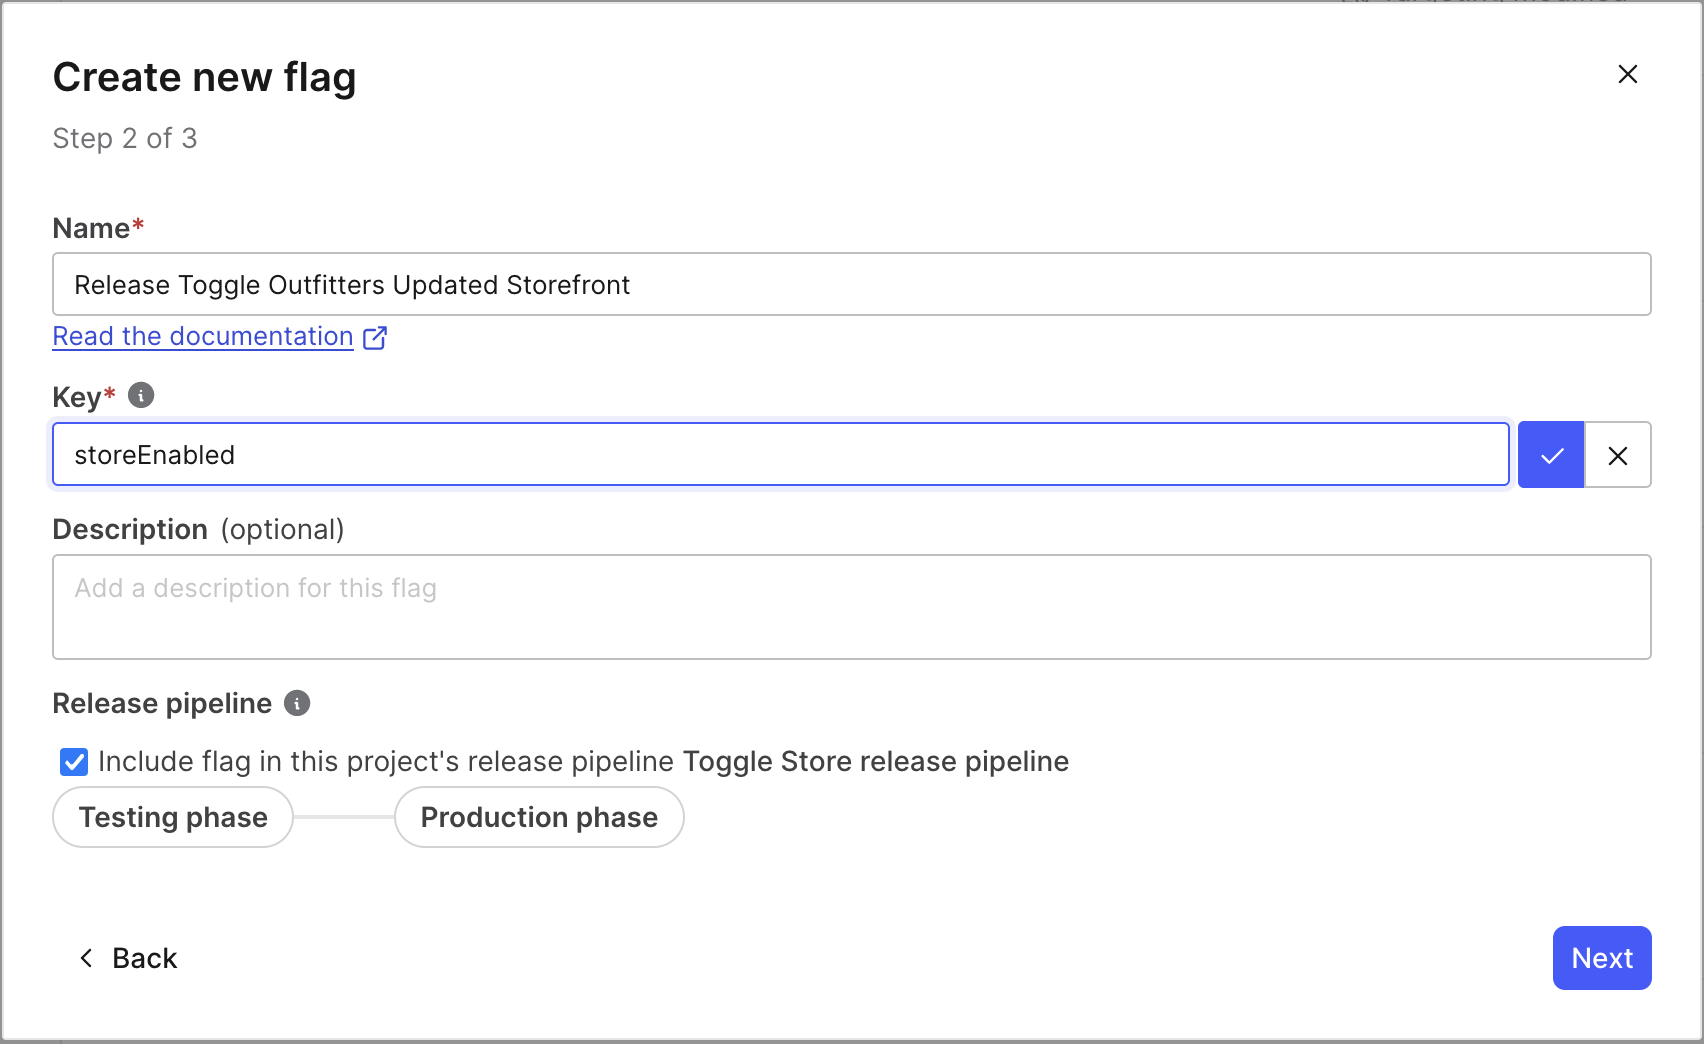 Create new flag
Step 2 of 3
Name*
Release Toggle Outfitters Updated Storefront
Read the documentation
Key*
storeEnabled
Description (optional)
Add a description for this flag
Release pipeline
Include flag in this project's release pipeline Toggle Store release pipeline
Testing phase Production phase
Back Next